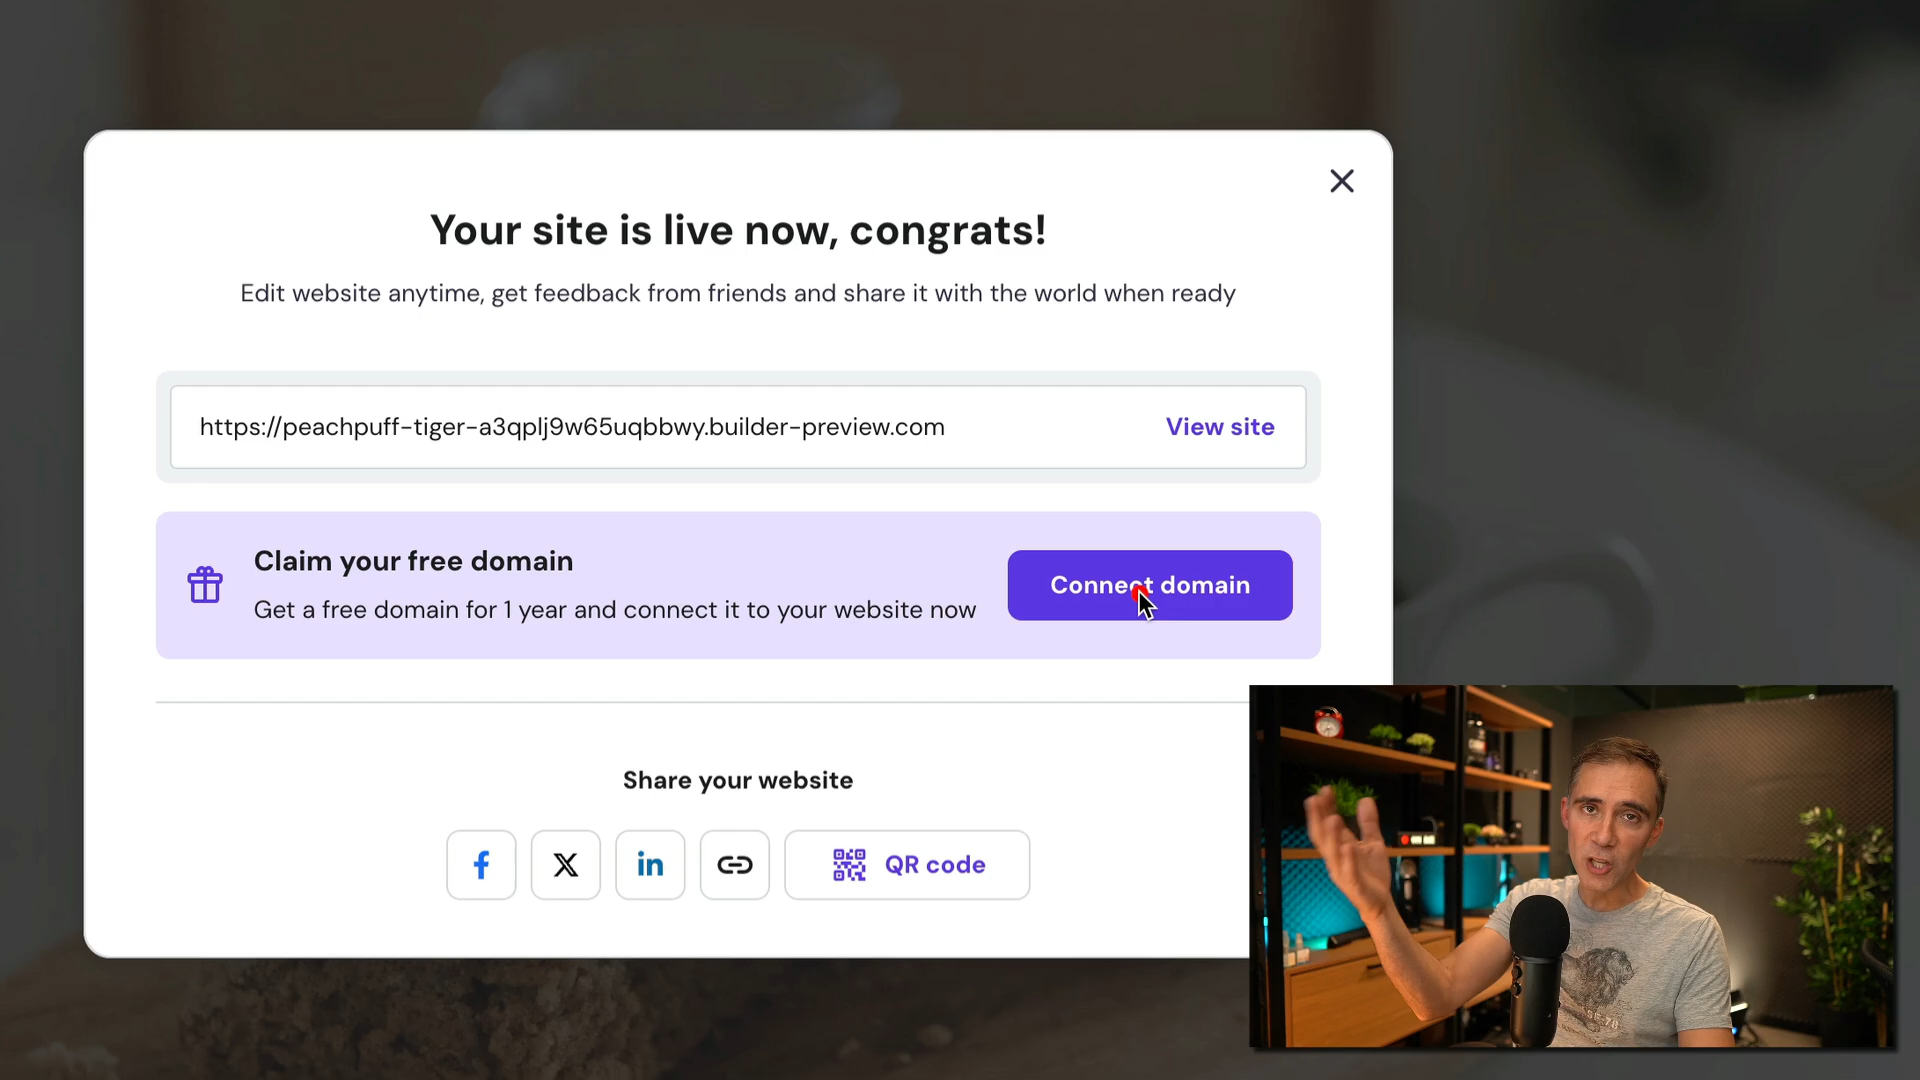 Your site is live now, congrats!
Edit website anytime, get feedback from friends and share it with the world when ready
https://peachpuff-tiger-a3qplj9w65uqbbwy.builder-preview.com
View site
Claim your free domain
Get a free domain for 1 year and connect it to your website now
Connect domain
Share your website
QR code
SE-78